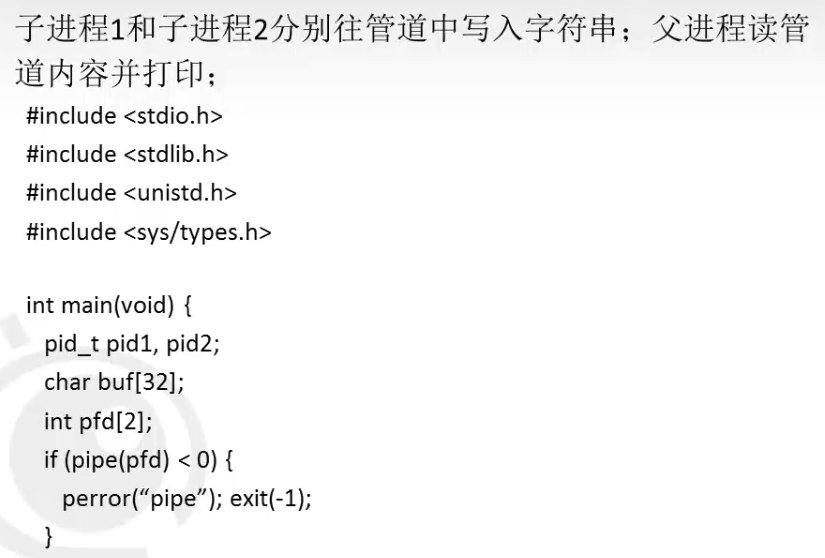 子进程1和子进程2分别往管道中写入字符串；父进程读管
道内容并打印；
#include <stdio.h>
#include <stdlib.h>
#include <unistd.h>
#include <sys/types.h>
int main(void) {
pid_t pid1, pid2;
char buf[32];
int pfd[2];
if (pipe(pfd) < 0) {
perror(“pipe”); exit(-1);
}